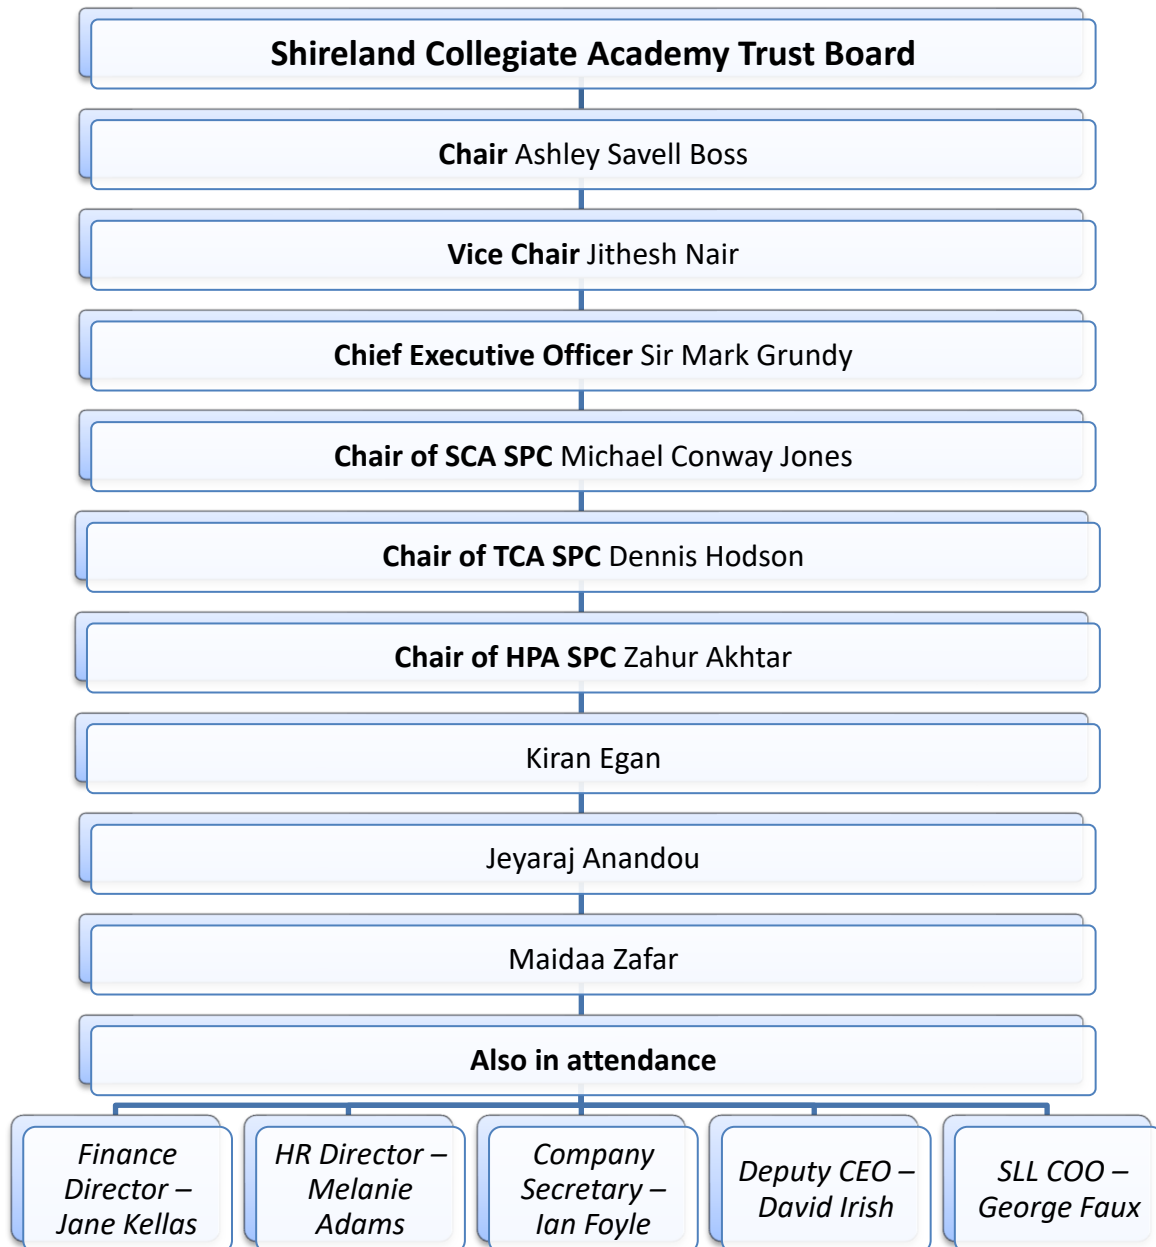 Shireland Collegiate Academy Trust Board
Chair Ashley Savell Boss
Vice Chair Jithesh Nair
Chief Executive Officer Sir Mark Grundy
Chair of SCA SPC Michael Conway Jones
Chair of TCA SPC Dennis Hodson
Chair of HPA SPC Zahur Akhtar
Kiran Egan
Jeyaraj Anandou
Maidaa Zafar
Also in attendance
Finance
Director –
Jane Kellas
HR Director –
Melanie
Adams
Company
Secretary –
Ian Foyle
Deputy CEO –
David Irish
SLL COO –
George Faux